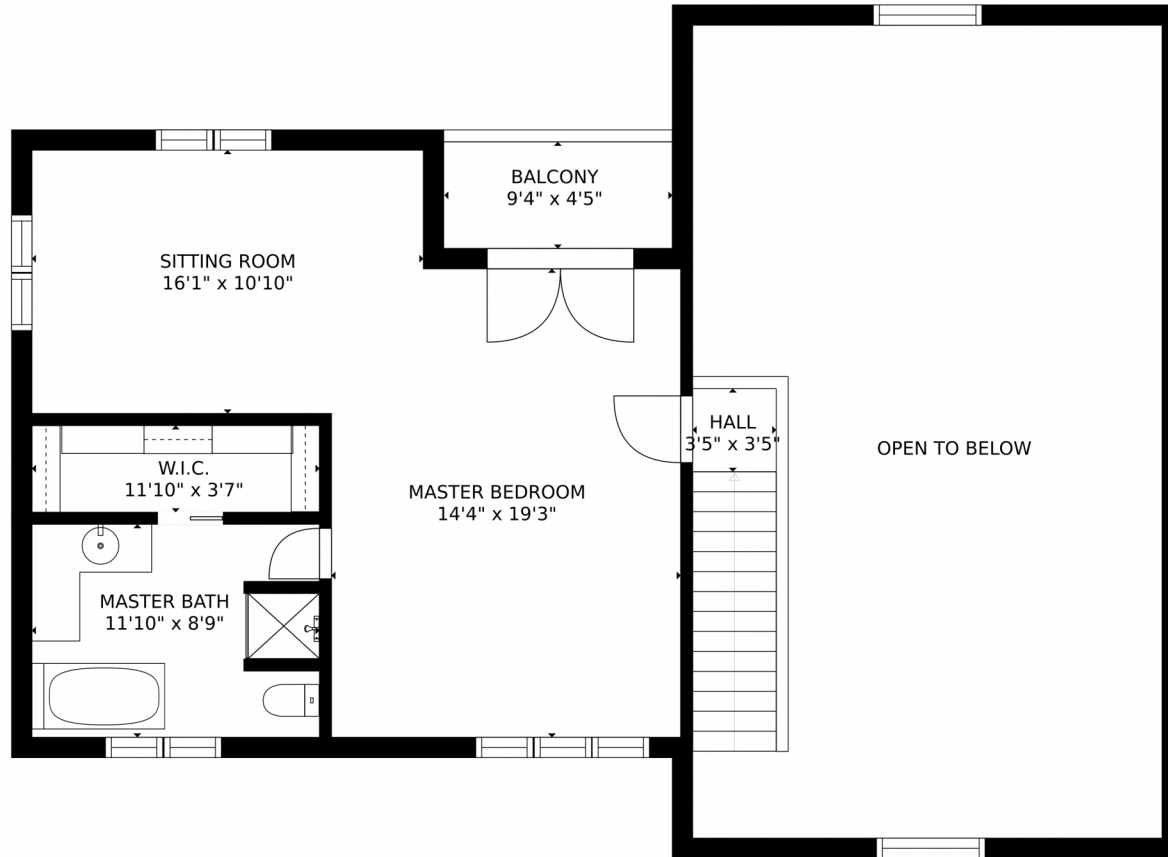 BALCONY
9'4" x 4'5"
SITTING ROOM
16'1" x 10'10"
HALL
3'5" x 3'5"
OPEN TO BELOW
W.I.C.
11'10" x 3'7"
MASTER BEDROOM
14'4" x 19'3"
MASTER BATH
11'10" x 8'9"